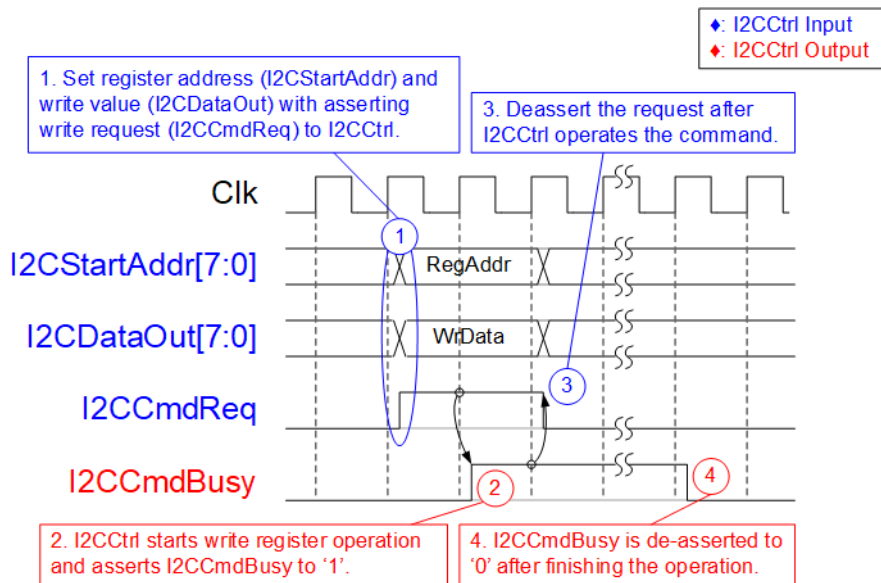 ♦: I2CCtrl Input
♦: I2CCtrl Output
1. Set register address (I2CStartAddr) and
write value (I2CDataOut) with asserting
write request (I2CCmdReq) to I2CCtrl.
3. Deassert the request after
I2CCtrl operates the command.
Clk
1
I2CStartAddr[7:0]
RegAddr
I2CDataOut[7:0]
WrData
3
I2CCmdReq
I2CCmdBusy
2
4
2. I2CCtrl starts write register operation
and asserts I2CCmdBusy to ‘1’.
4. I2CCmdBusy is de-asserted to
‘0’ after finishing the operation.